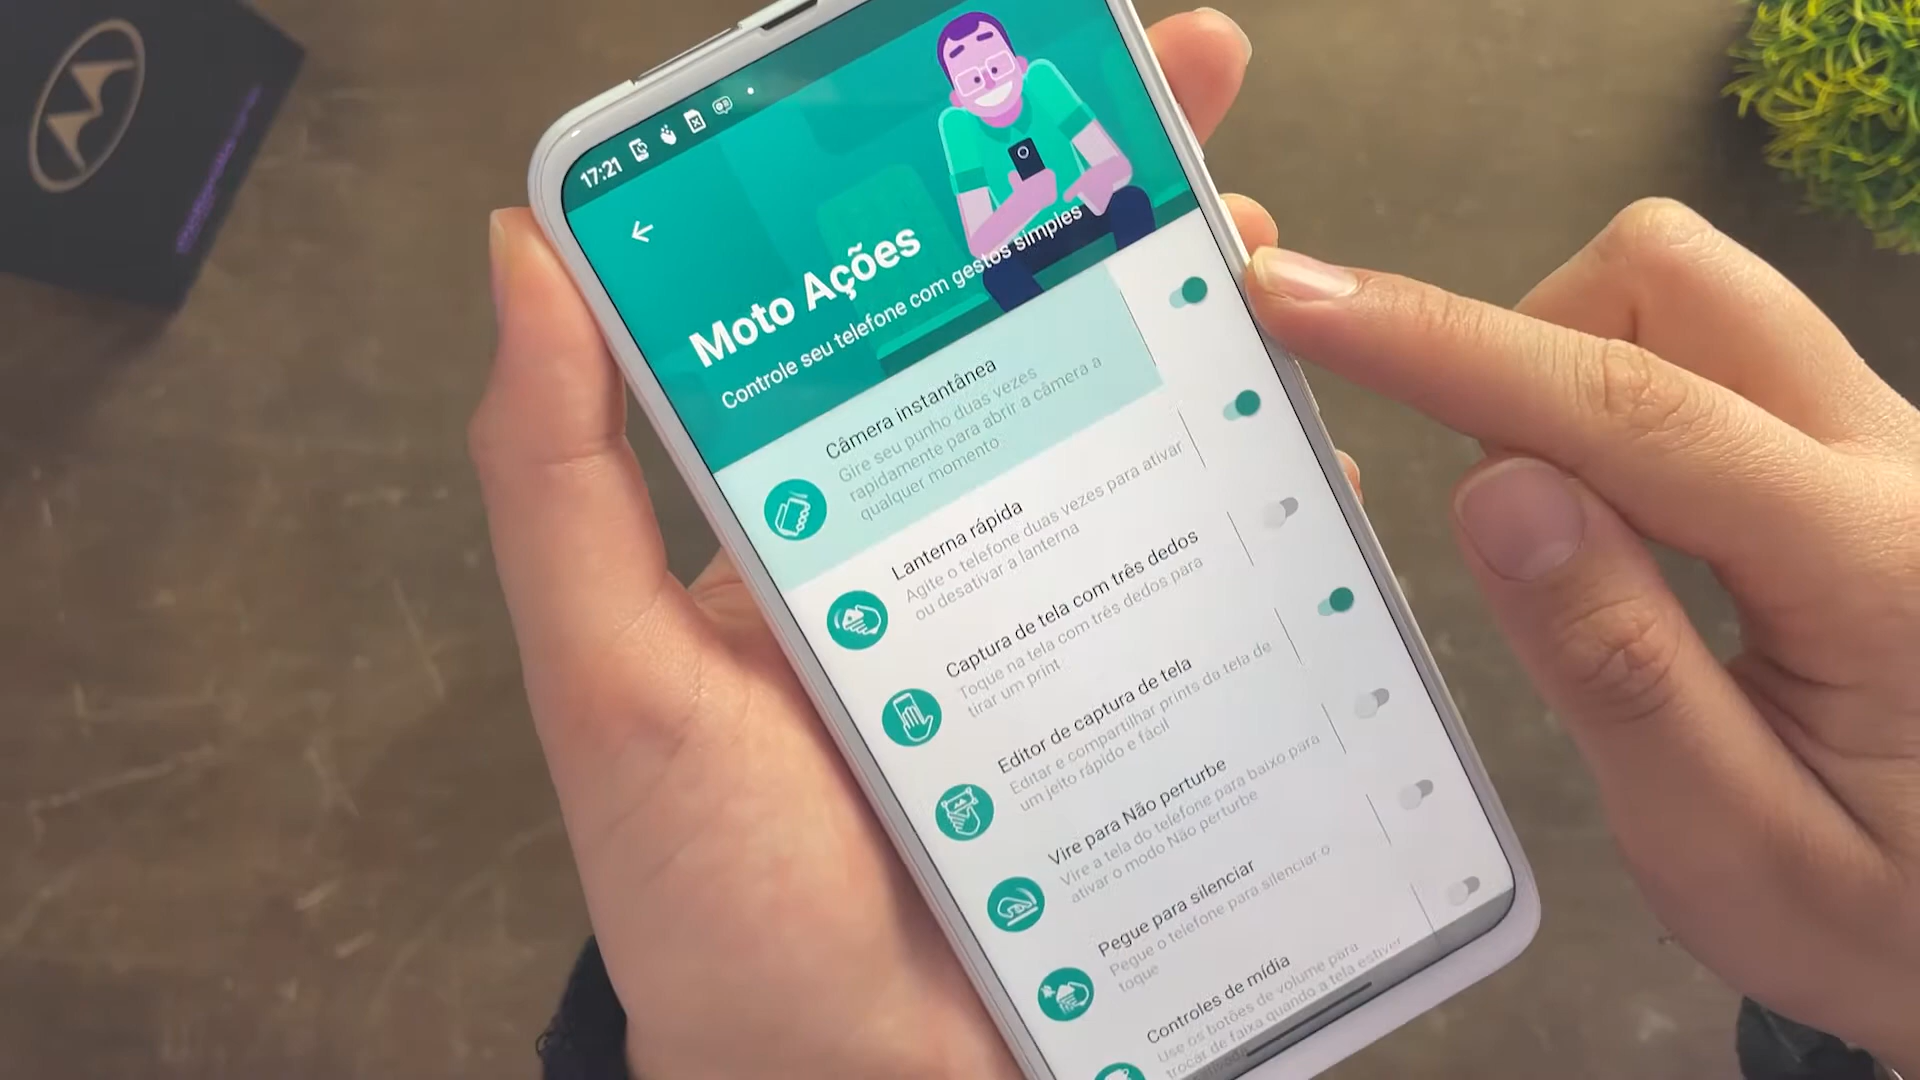 17:21
Moto Ações
Controle seu telefone com gestos simples
Câmera instantânea
Gire seu punho duas vezes
rapidamente para abrir a câmera a
qualquer momento
Lanterna rápida
Agite o telefone duas vezes para ativar
ou desativar a lanterna
Captura de tela com três dedos
Toque na tela com três dedos para
tirar um print
Editor de captura de tela
Editar e compartilhar prints da tela de
um jeito rápido e fácil
Vire para Não perturbe
Vire a tela do telefone para baixo para
ativar o modo Não perturbe
Pegue para silenciar
Pegue o telefone para silenciar o
toque
Controles de mídia
Use os botões de volume para
trocar de faixa quando a tela estiver